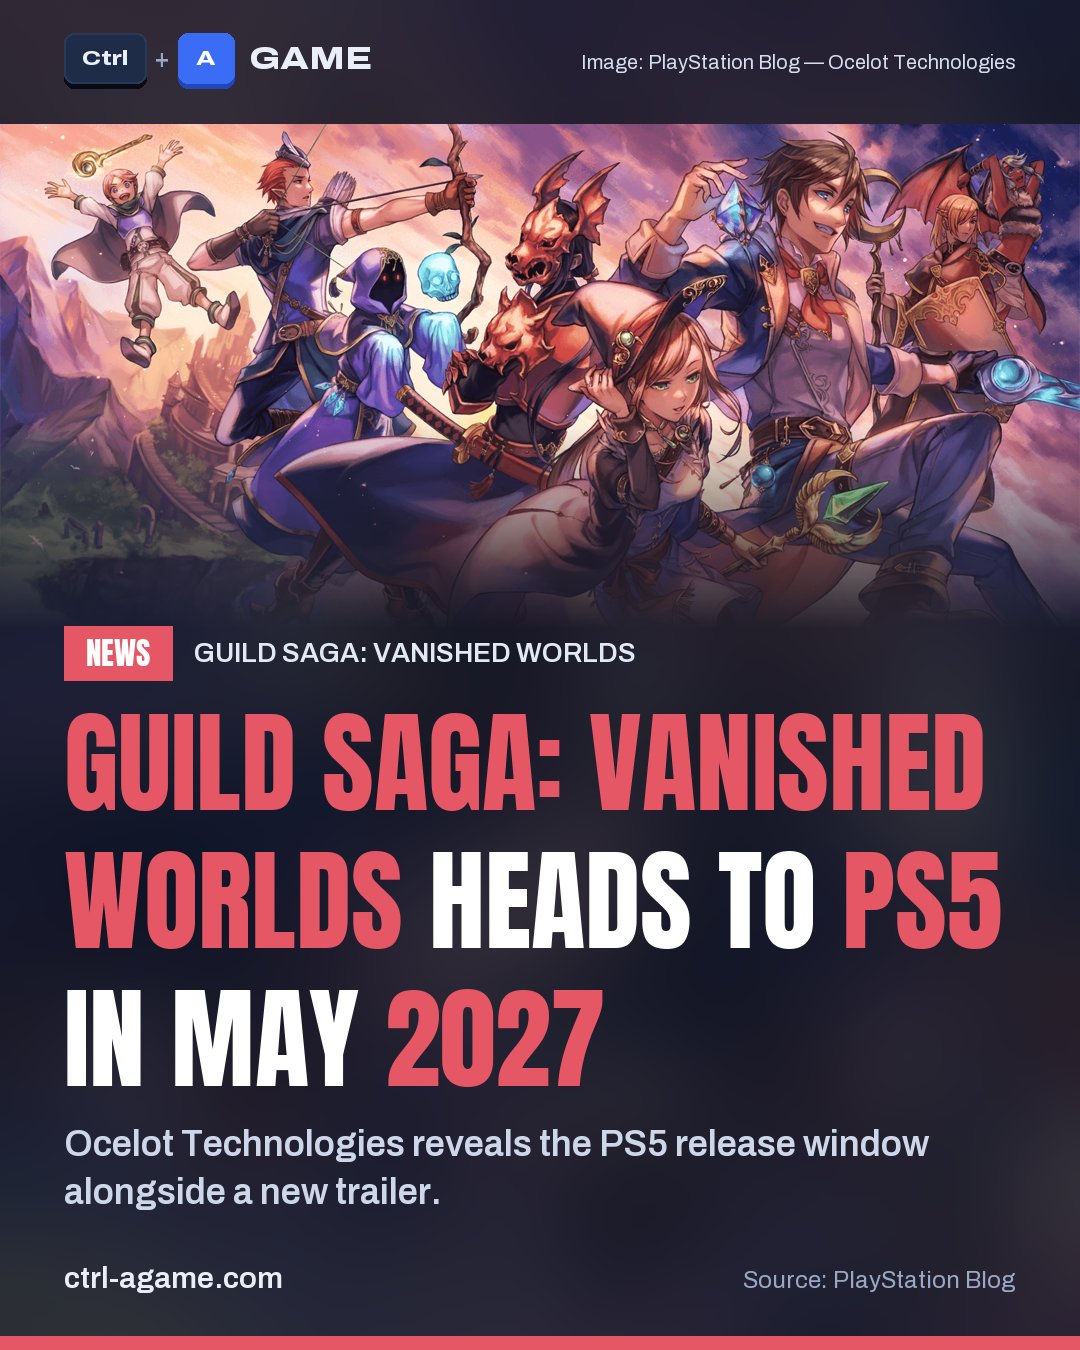 Ctrl + A GAME
Image: PlayStation Blog — Ocelot Technologies
NEWS
GUILD SAGA: VANISHED WORLDS
GUILD SAGA: VANISHED
WORLDS HEADS TO PS5
IN MAY 2027
Ocelot Technologies reveals the PS5 release window
alongside a new trailer.
ctrl-agame.com
Source: PlayStation Blog